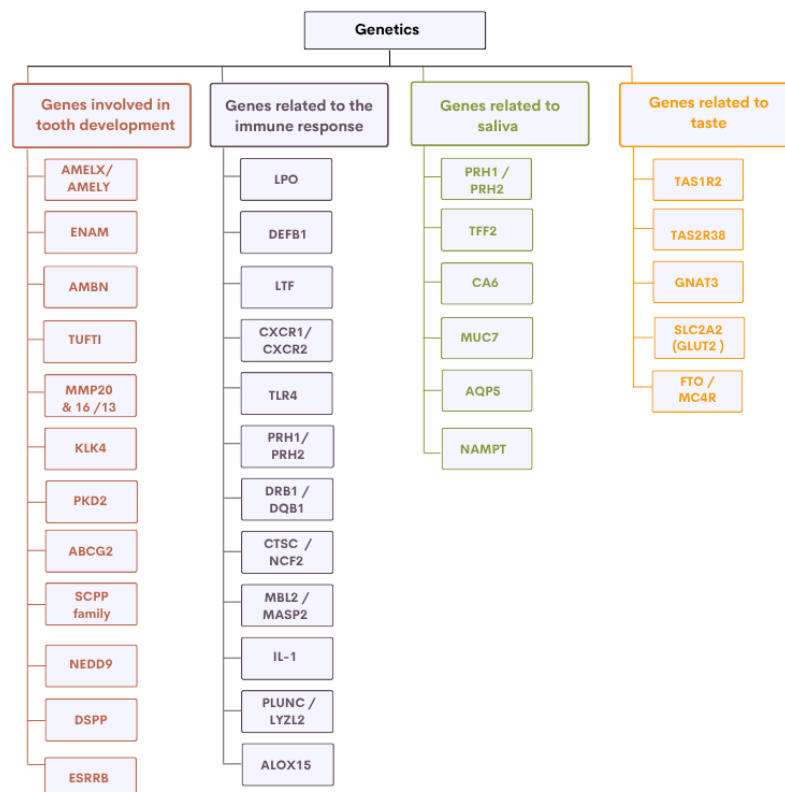 Genetics
Genes involved in
tooth development
AMELX/
AMELY
ENAM
AMBN
TUFTI
MMP20
& 16 /13
KLK4
PKD2
ABCG2
SCPP
family
NEDD9
DSPP
ESRRB
Genes related to the
immune response
LPO
DEFB1
LTF
CXCR1/
CXCR2
TLR4
PRH1/
PRH2
DRB1 /
DQB1
CTSC /
NCF2
MBL2 /
MASP2
IL-1
PLUNC /
LYZL2
ALOX15
Genes related to
saliva
PRH1 /
PRH2
TFF2
CA6
MUC7
AQP5
NAMPT
Genes related to
taste
TAS1R2
TAS2R38
GNAT3
SLC2A2
(GLUT2 )
FTO /
MC4R